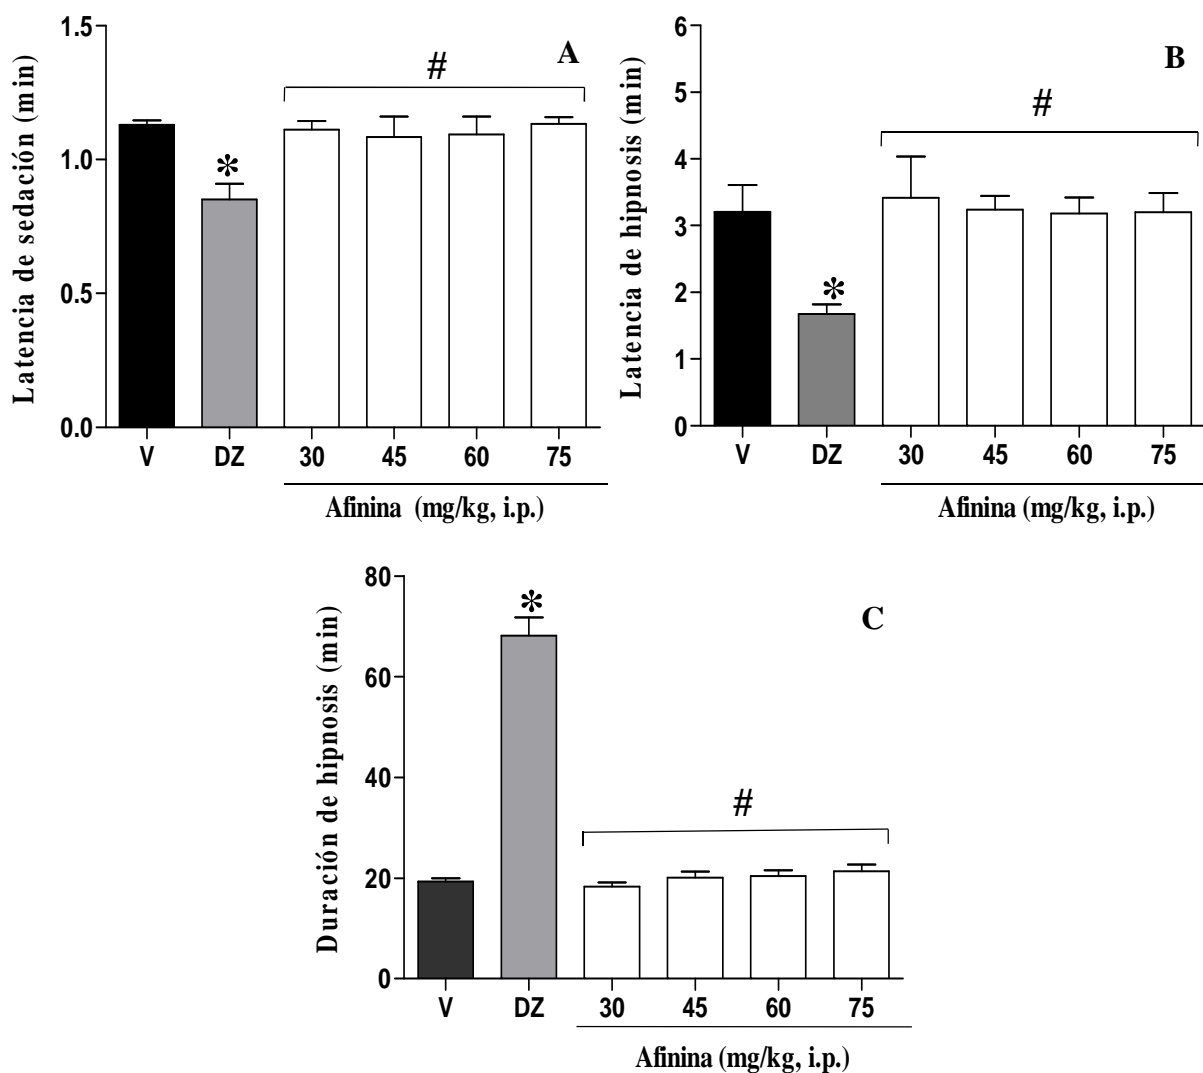 A
Latencia de sedación (min)
1.5
1.0
0.5
0.0
#
*
V DZ 30 45 60 75
Afinina (mg/kg, i.p.)
B
Latencia de hipnosis (min)
6
5
4
3
2
1
0
#
*
V DZ 30 45 60 75
Afinina (mg/kg, i.p.)
C
Duración de hipnosis (min)
80
60
40
20
0
*
#
V DZ 30 45 60 75
Afinina (mg/kg, i.p.)